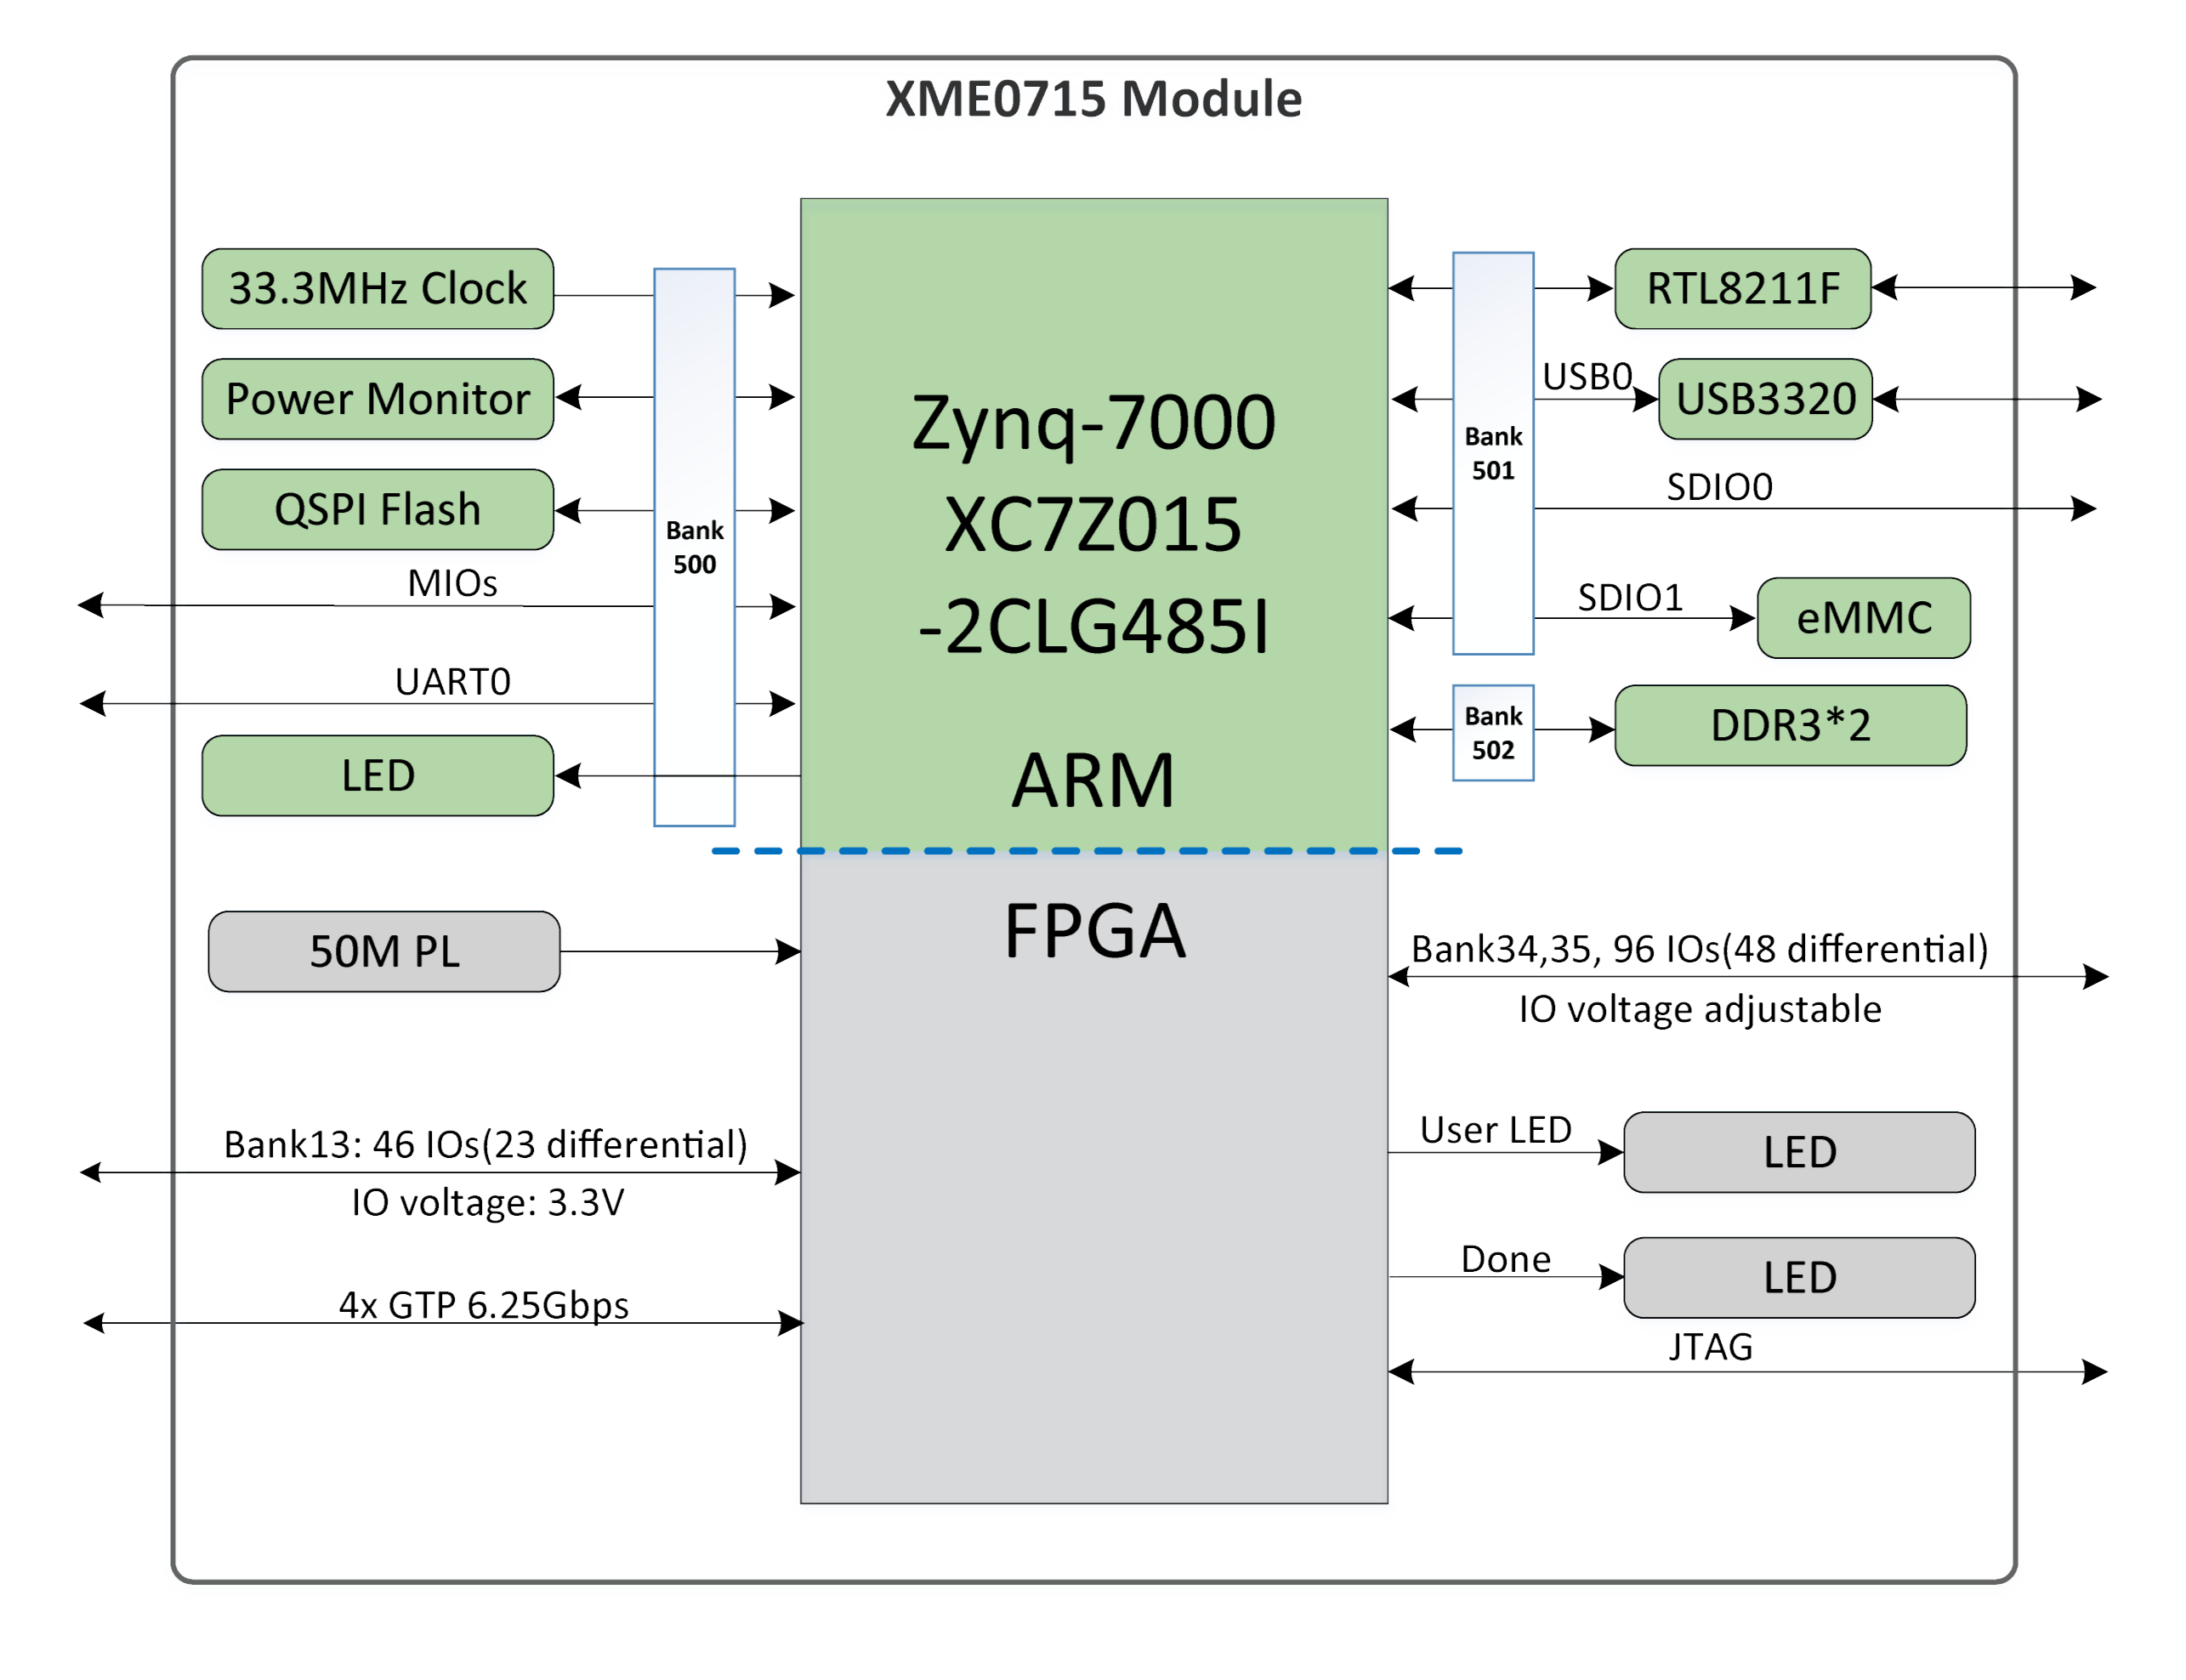 XME0715 Module
33.3MHz Clock
Power Monitor
QSPI Flash
MIOs
UART0
LED
Bank
500
Zynq-7000
XC7Z015
-2CLG485I
ARM
FPGA
Bank
501
RTL8211F
USB0
USB3320
SDIO0
SDIO1
eMMC
Bank
502
DDR3*2
50M PL
Bank13: 46 IOs(23 differential)
IO voltage: 3.3V
4x GTP 6.25Gbps
Bank34,35, 96 IOs(48 differential)
IO voltage adjustable
User LED
LED
Done
LED
JTAG